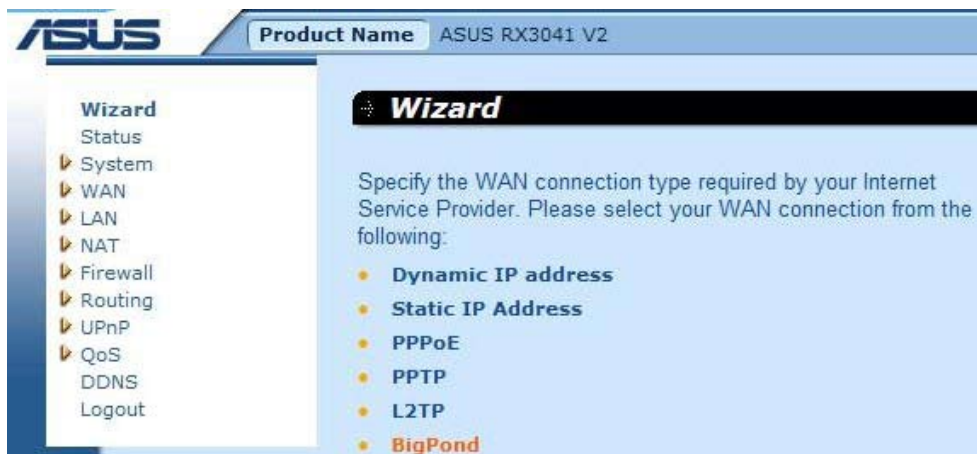 ASUS
Product Name ASUS RX3041 V2
Wizard
Status
System
WAN
LAN
NAT
Firewall
Routing
UPnP
QoS
DDNS
Logout
Wizard
Specify the WAN connection type required by your Internet
Service Provider. Please select your WAN connection from the
following:
Dynamic IP address
Static IP Address
PPPoE
PPTP
L2TP
BigPond